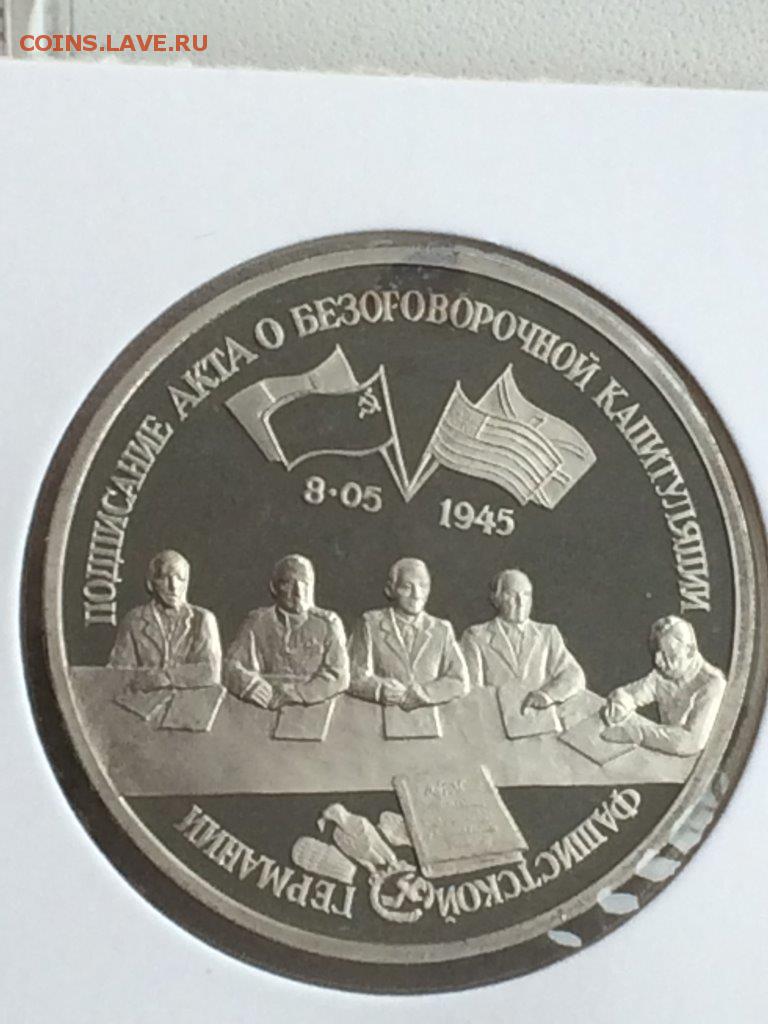 COINS.LAVE.RU
ПОДПИСАНИЕ АКТА О БЕЗОГОВОРОЧНОЙ КАПИТУЛЯЦИИ
8·05
1945
ФАШИСТСКОЙ ГЕРМАНИИ